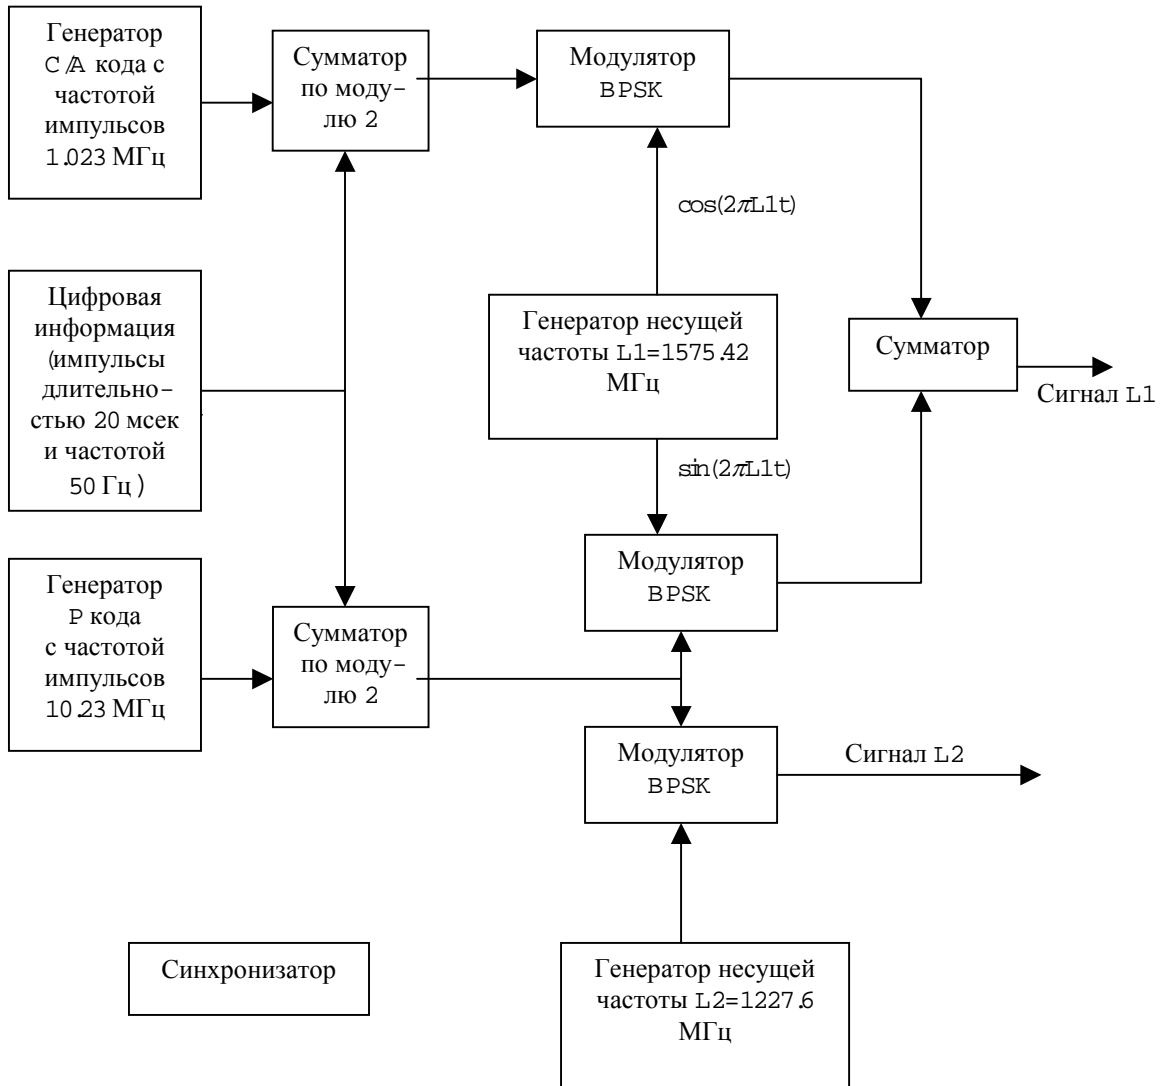 Генератор
C/A кода с
частотой
импульсов
1.023 МГц
Сумматор
по моду-
лю 2
Модулятор
BPSK
cos(2πL1t)
Цифровая
информация
(импульсы
длительно-
стью 20 мсек
и частотой
50 Гц )
Генератор несущей
частоты L1=1575.42
МГц
Сумматор
Сигнал L1
sin(2πL1t)
Модулятор
BPSK
Генератор
P кода
с частотой
импульсов
10.23 МГц
Сумматор
по моду-
лю 2
Модулятор
BPSK
Сигнал L2
Синхронизатор
Генератор несущей
частоты L2=1227.6
МГц